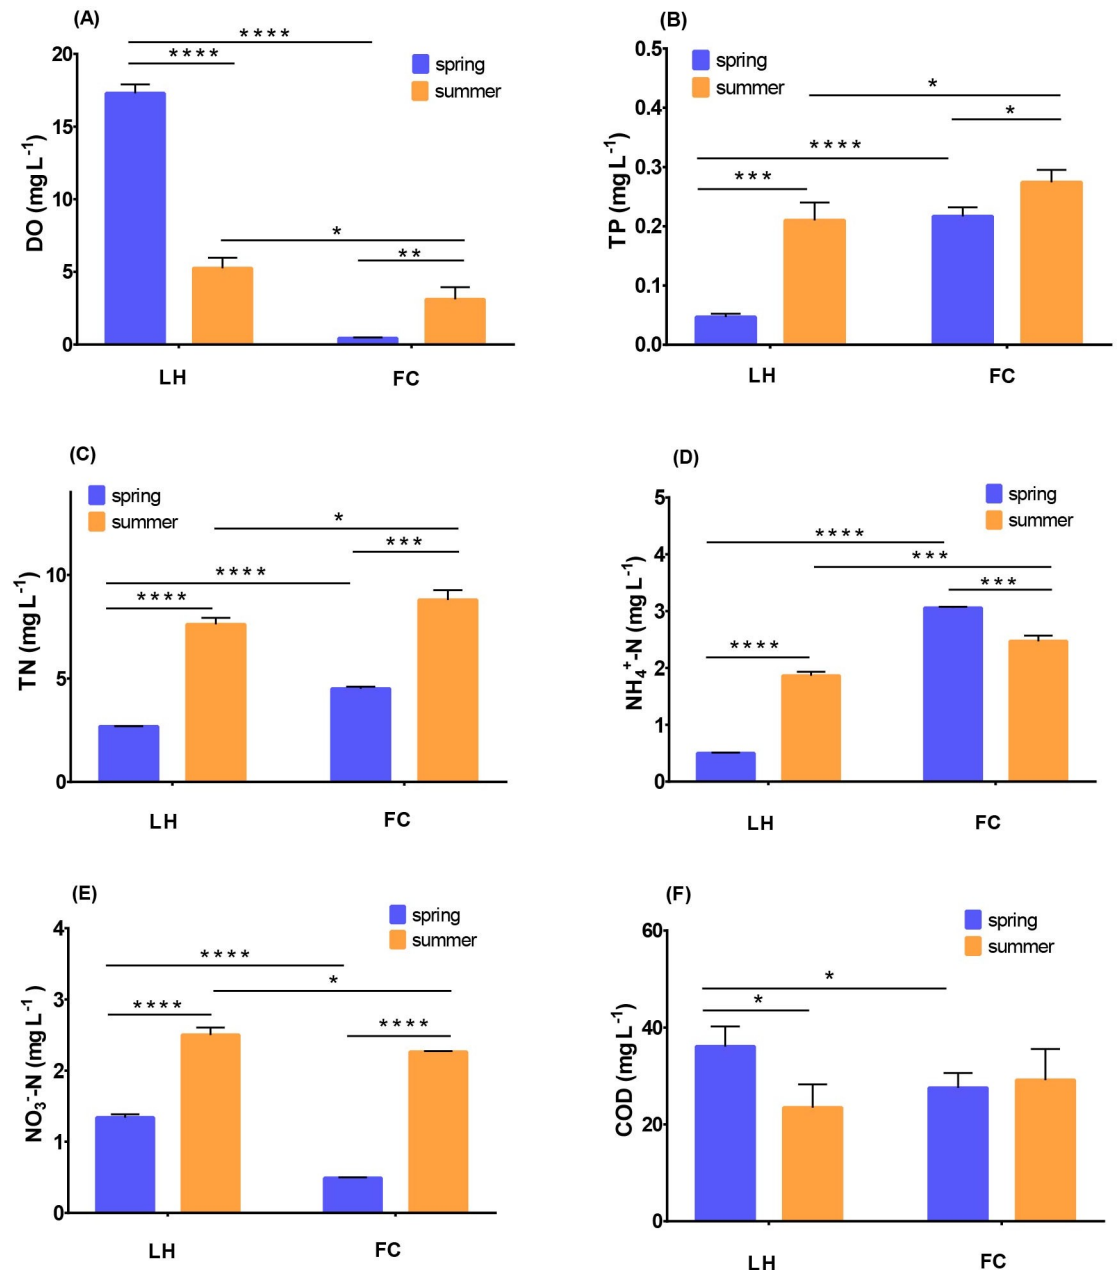 (A)
****
****
20
15
10
5
0
DO (mg L⁻¹)
spring
summer
*
**
LH
FC
(B)
0.5
0.4
0.3
0.2
0.1
0.0
TP (mg L⁻¹)
spring
summer
*
*
****
***
LH
FC
(C)
spring
summer
10
5
0
TN (mg L⁻¹)
*
***
****
****
LH
FC
(D)
5
4
3
2
1
0
NH₄⁺-N (mg L⁻¹)
spring
summer
****
***
***
****
LH
FC
(E)
4
3
2
1
0
NO₃⁻-N (mg L⁻¹)
spring
summer
****
*
****
****
LH
FC
(F)
60
40
20
0
COD (mg L⁻¹)
spring
summer
*
*
LH
FC